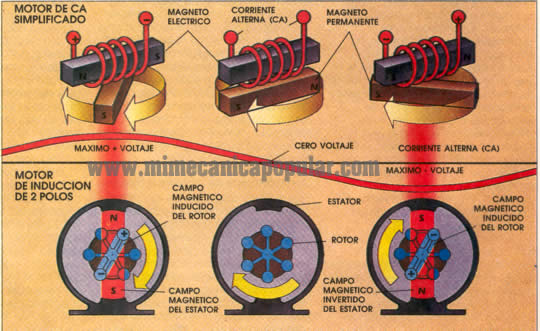 MOTOR DE CA
SIMPLIFICADO
MAGNETO
ELECTRICO
CORRIENTE
ALTERNA (CA)
MAGNETO
PERMANENTE
+
−
N
S
S
N
S
−
+
N
S
S
MAXIMO + VOLTAJE
CERO VOLTAJE
CORRIENTE ALTERNA (CA)
MAXIMO - VOLTAJE
www.mimecanicapopular.com
MOTOR
DE INDUCCION
DE 2 POLOS
CAMPO
MAGNETICO
INDUCIDO
DEL ROTOR
N
S
CAMPO
MAGNETICO
DEL ESTATOR
ESTATOR
ROTOR
S
N
CAMPO
MAGNETICO
INDUCIDO
DEL ROTOR
CAMPO
MAGNETICO
INVERTIDO
DEL ESTATOR